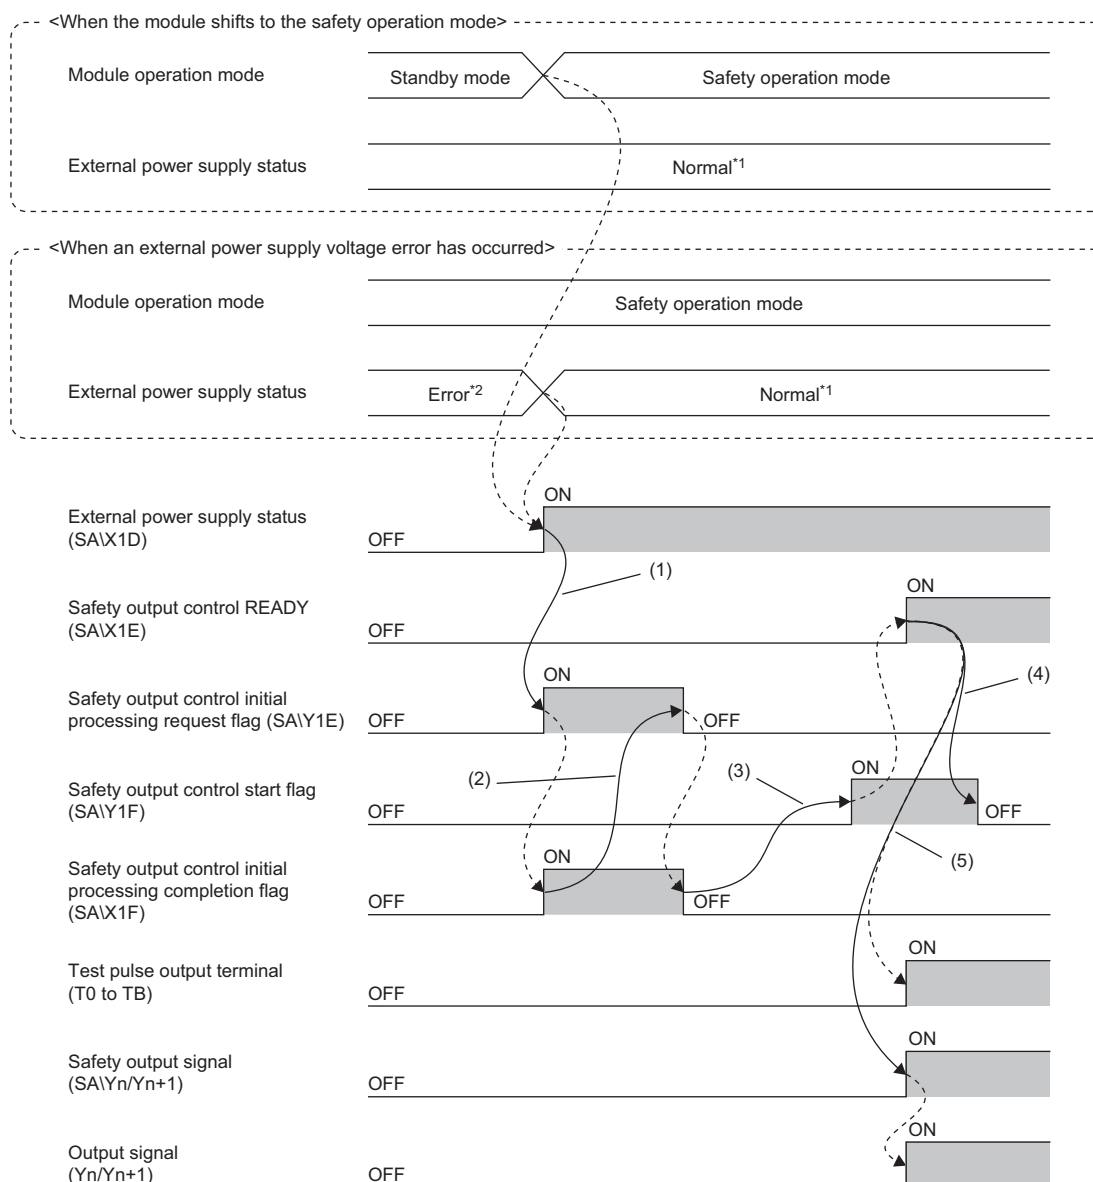 <When the module shifts to the safety operation mode>
Module operation mode
Standby mode
Safety operation mode
External power supply status
Normal*1
<When an external power supply voltage error has occurred>
Module operation mode
Safety operation mode
External power supply status
Error*2
Normal*1
External power supply status
(SA\X1D)
OFF
ON
(1)
Safety output control READY
(SA\X1E)
OFF
ON
(4)
Safety output control initial
processing request flag (SA\Y1E)
OFF
ON
OFF
(2)
(3)
Safety output control start flag
(SA\Y1F)
OFF
ON
OFF
(5)
Safety output control initial
processing completion flag
(SA\X1F)
OFF
ON
OFF
Test pulse output terminal
(T0 to TB)
OFF
ON
Safety output signal
(SA\Yn/Yn+1)
OFF
ON
Output signal
(Yn/Yn+1)
OFF
ON